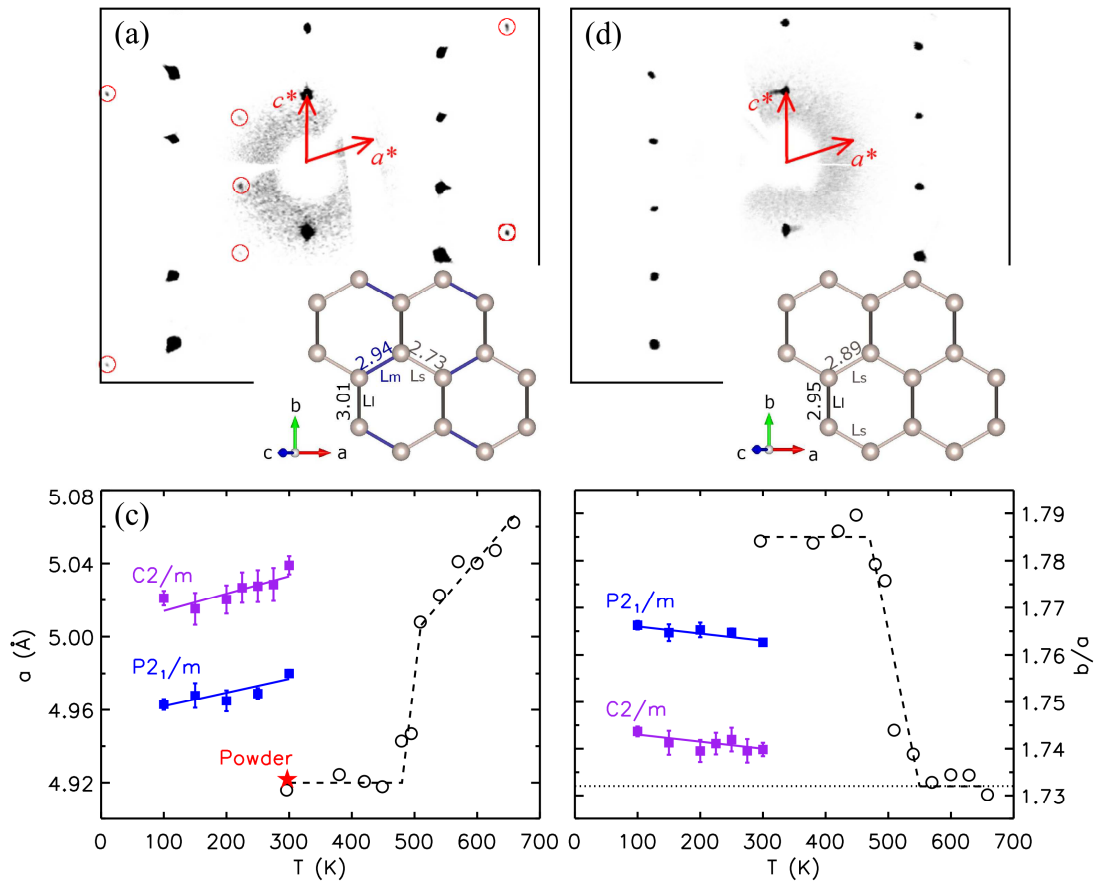 (a)
c*
a*
2.94
2.73
Lm
Ls
3.01
Ll
b
c
a
(d)
c*
a*
2.89
Ls
2.95
Ll
Ls
b
c
a
(c)
5.08
5.04
5.00
4.96
4.92
a (Å)
C2/m
P2₁/m
Powder
0 100 200 300 400 500 600 700
T (K)
P2₁/m
C2/m
1.79
1.78
1.77
1.76
1.75
1.74
1.73
b/a
0 100 200 300 400 500 600 700
T (K)